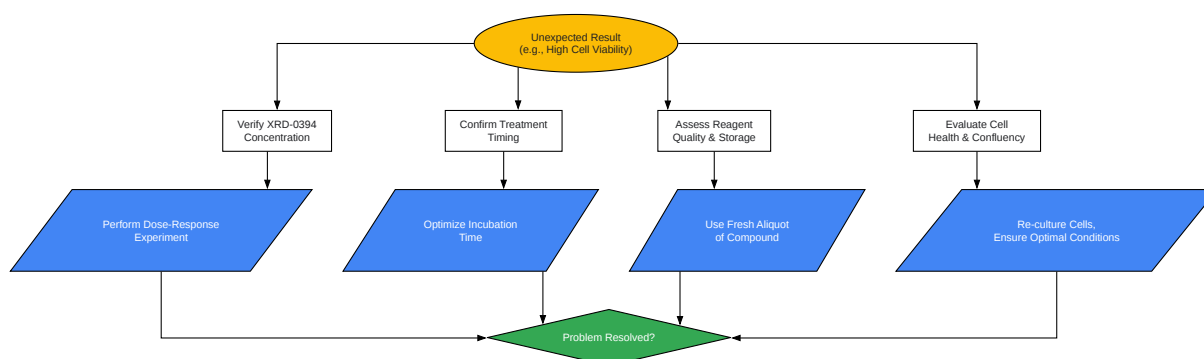 Unexpected Result
(e.g., High Cell Viability)
Verify XRD-0394
Concentration
Confirm Treatment
Timing
Assess Reagent
Quality & Storage
Evaluate Cell
Health & Confluency
Perform Dose-Response
Experiment
Optimize Incubation
Time
Use Fresh Aliquot
of Compound
Re-culture Cells,
Ensure Optimal Conditions
Problem Resolved?